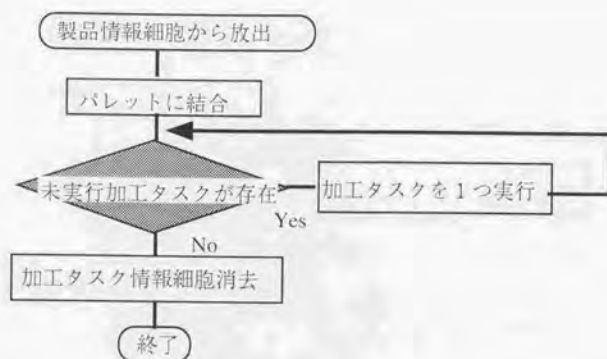 製品情報細胞から放出
パレットに結合
未実行加工タスクが存在
加工タスクを１つ実行
Yes
No
加工タスク情報細胞消去
終了